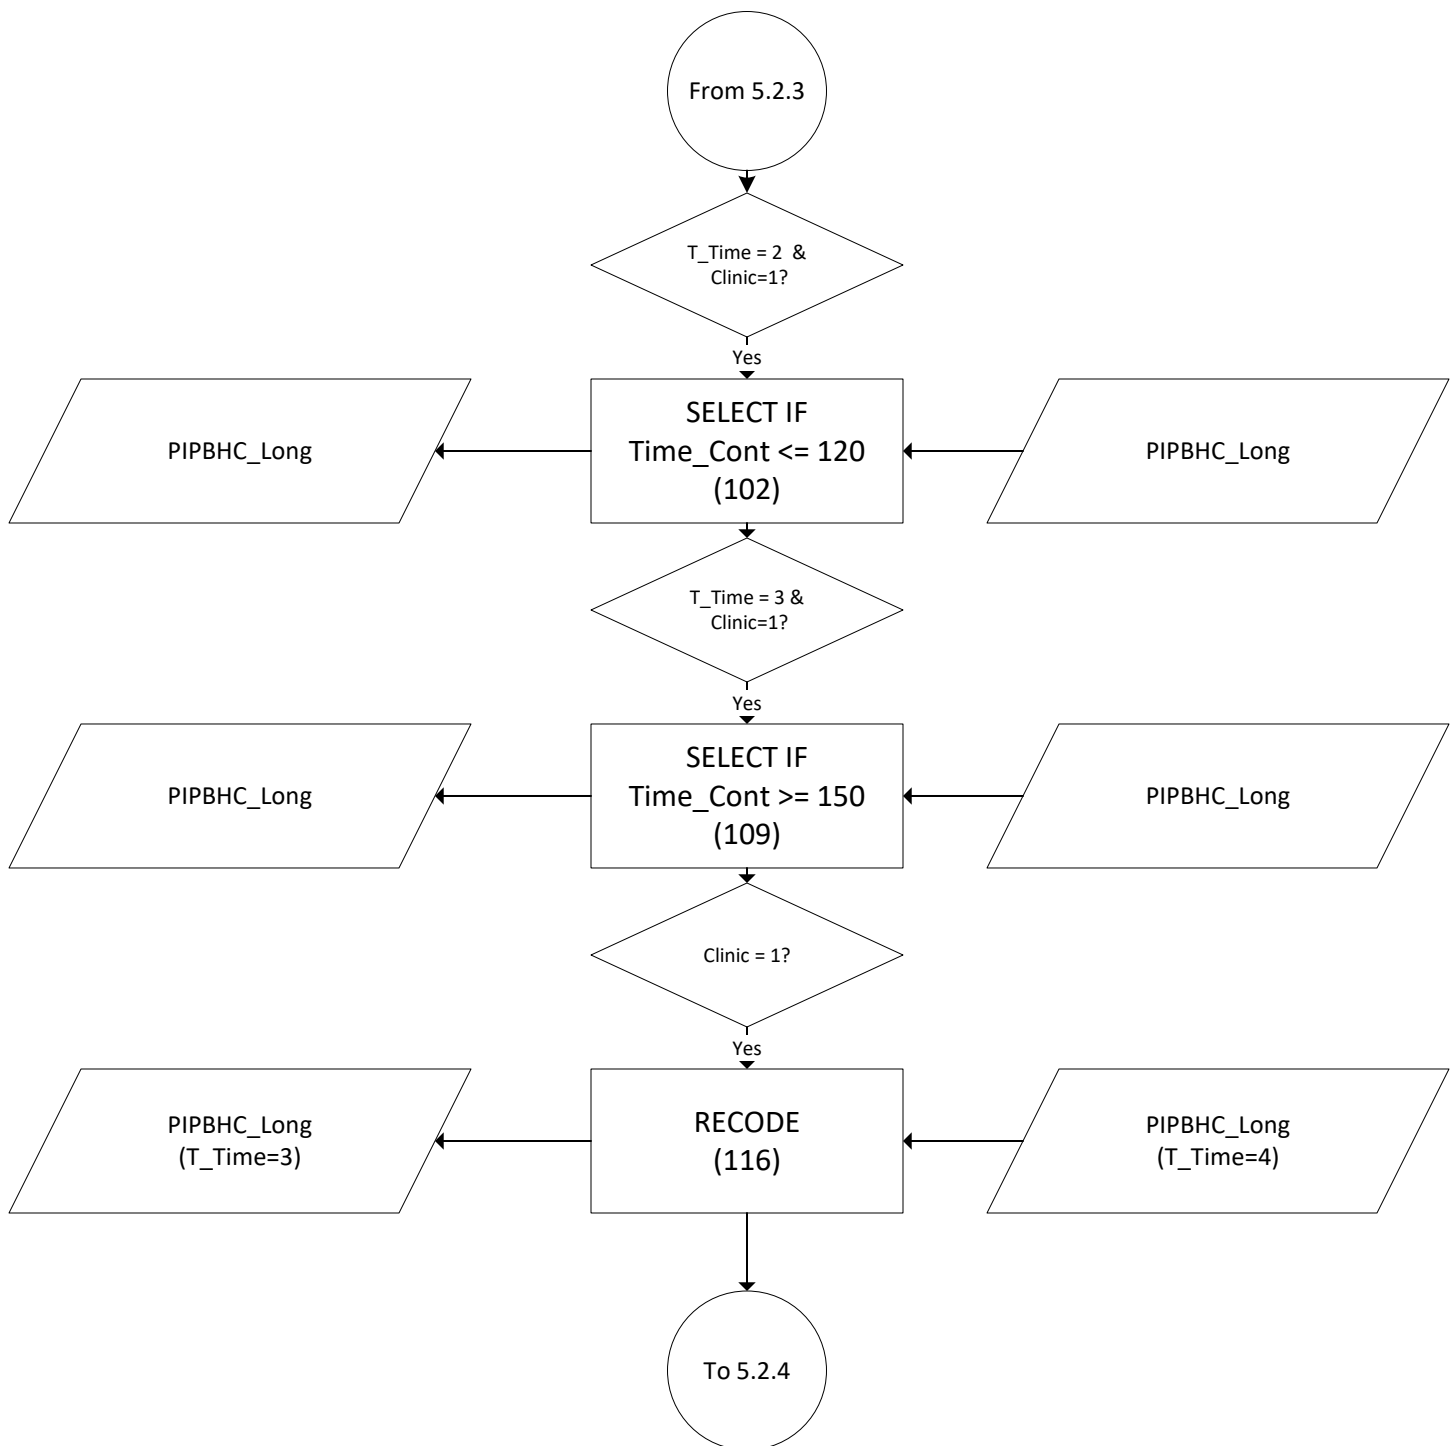 From 5.2.3
T_Time = 2 &
Clinic=1?
Yes
PIPBHC_Long
SELECT IF
Time_Cont <= 120
(102)
PIPBHC_Long
T_Time = 3 &
Clinic=1?
Yes
PIPBHC_Long
SELECT IF
Time_Cont >= 150
(109)
PIPBHC_Long
Clinic = 1?
Yes
PIPBHC_Long
(T_Time=3)
RECODE
(116)
PIPBHC_Long
(T_Time=4)
To 5.2.4